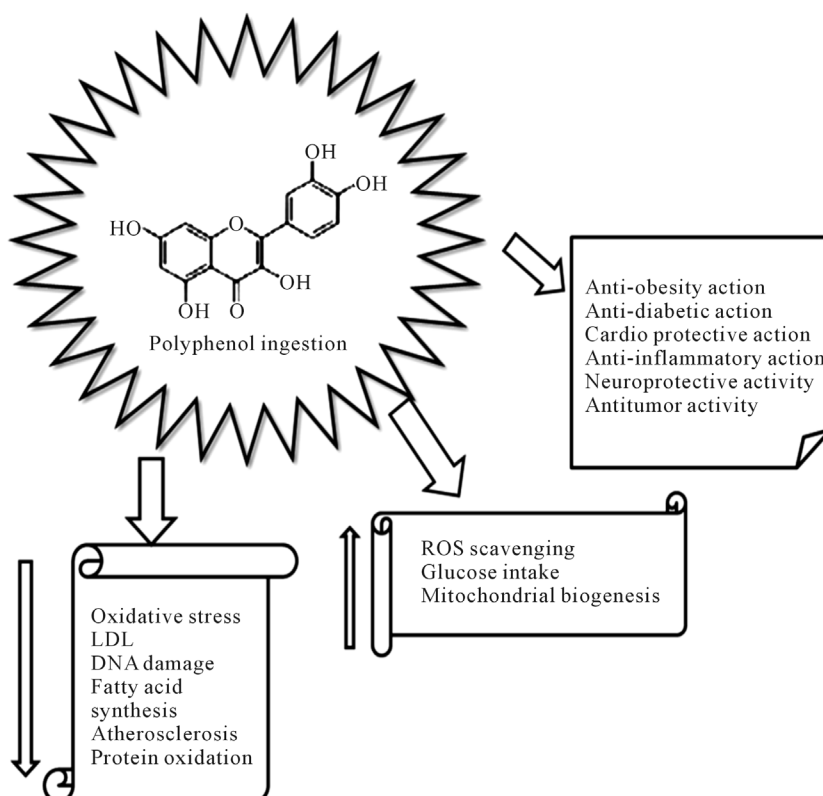 OH
OH
HO
O
OH
OH
O
Polyphenol ingestion
Anti-obesity action
Anti-diabetic action
Cardio protective action
Anti-inflammatory action
Neuroprotective activity
Antitumor activity
ROS scavenging
Glucose intake
Mitochondrial biogenesis
Oxidative stress
LDL
DNA damage
Fatty acid
synthesis
Atherosclerosis
Protein oxidation